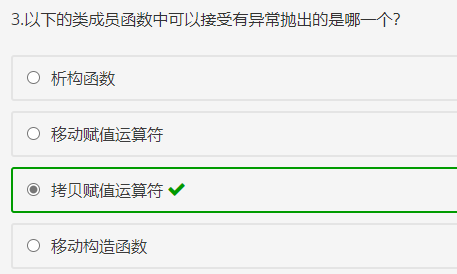 3.以下的类成员函数中可以接受有异常抛出的是哪一个?
析构函数
移动赋值运算符
拷贝赋值运算符
移动构造函数